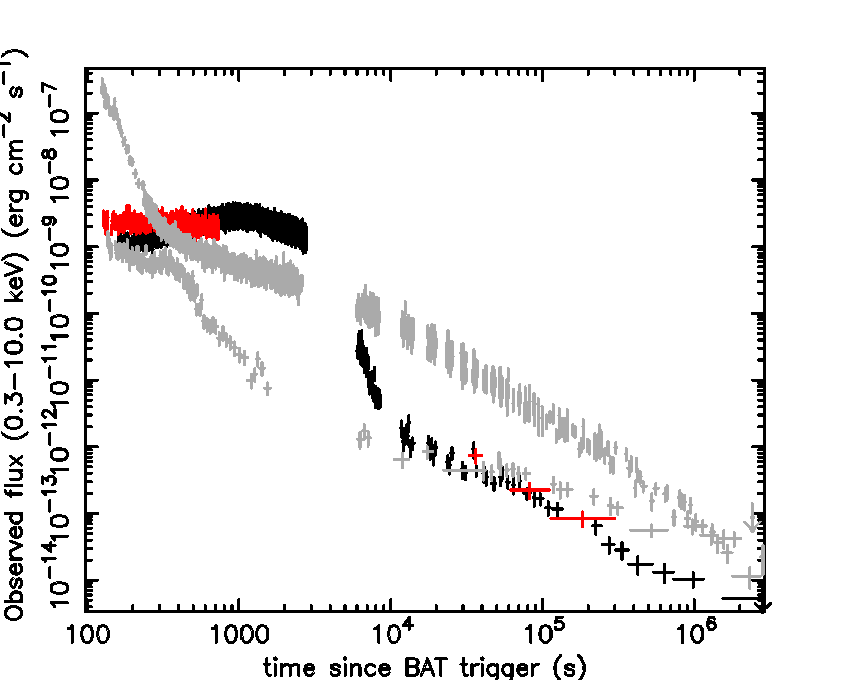 Observed flux (0.3−10.0 keV) (erg cm⁻² s⁻¹)
10⁻⁷
10⁻⁸
10⁻⁹
10⁻¹⁰
10⁻¹¹
10⁻¹²
10⁻¹³
10⁻¹⁴
100 1000 10⁴ 10⁵ 10⁶
time since BAT trigger (s)